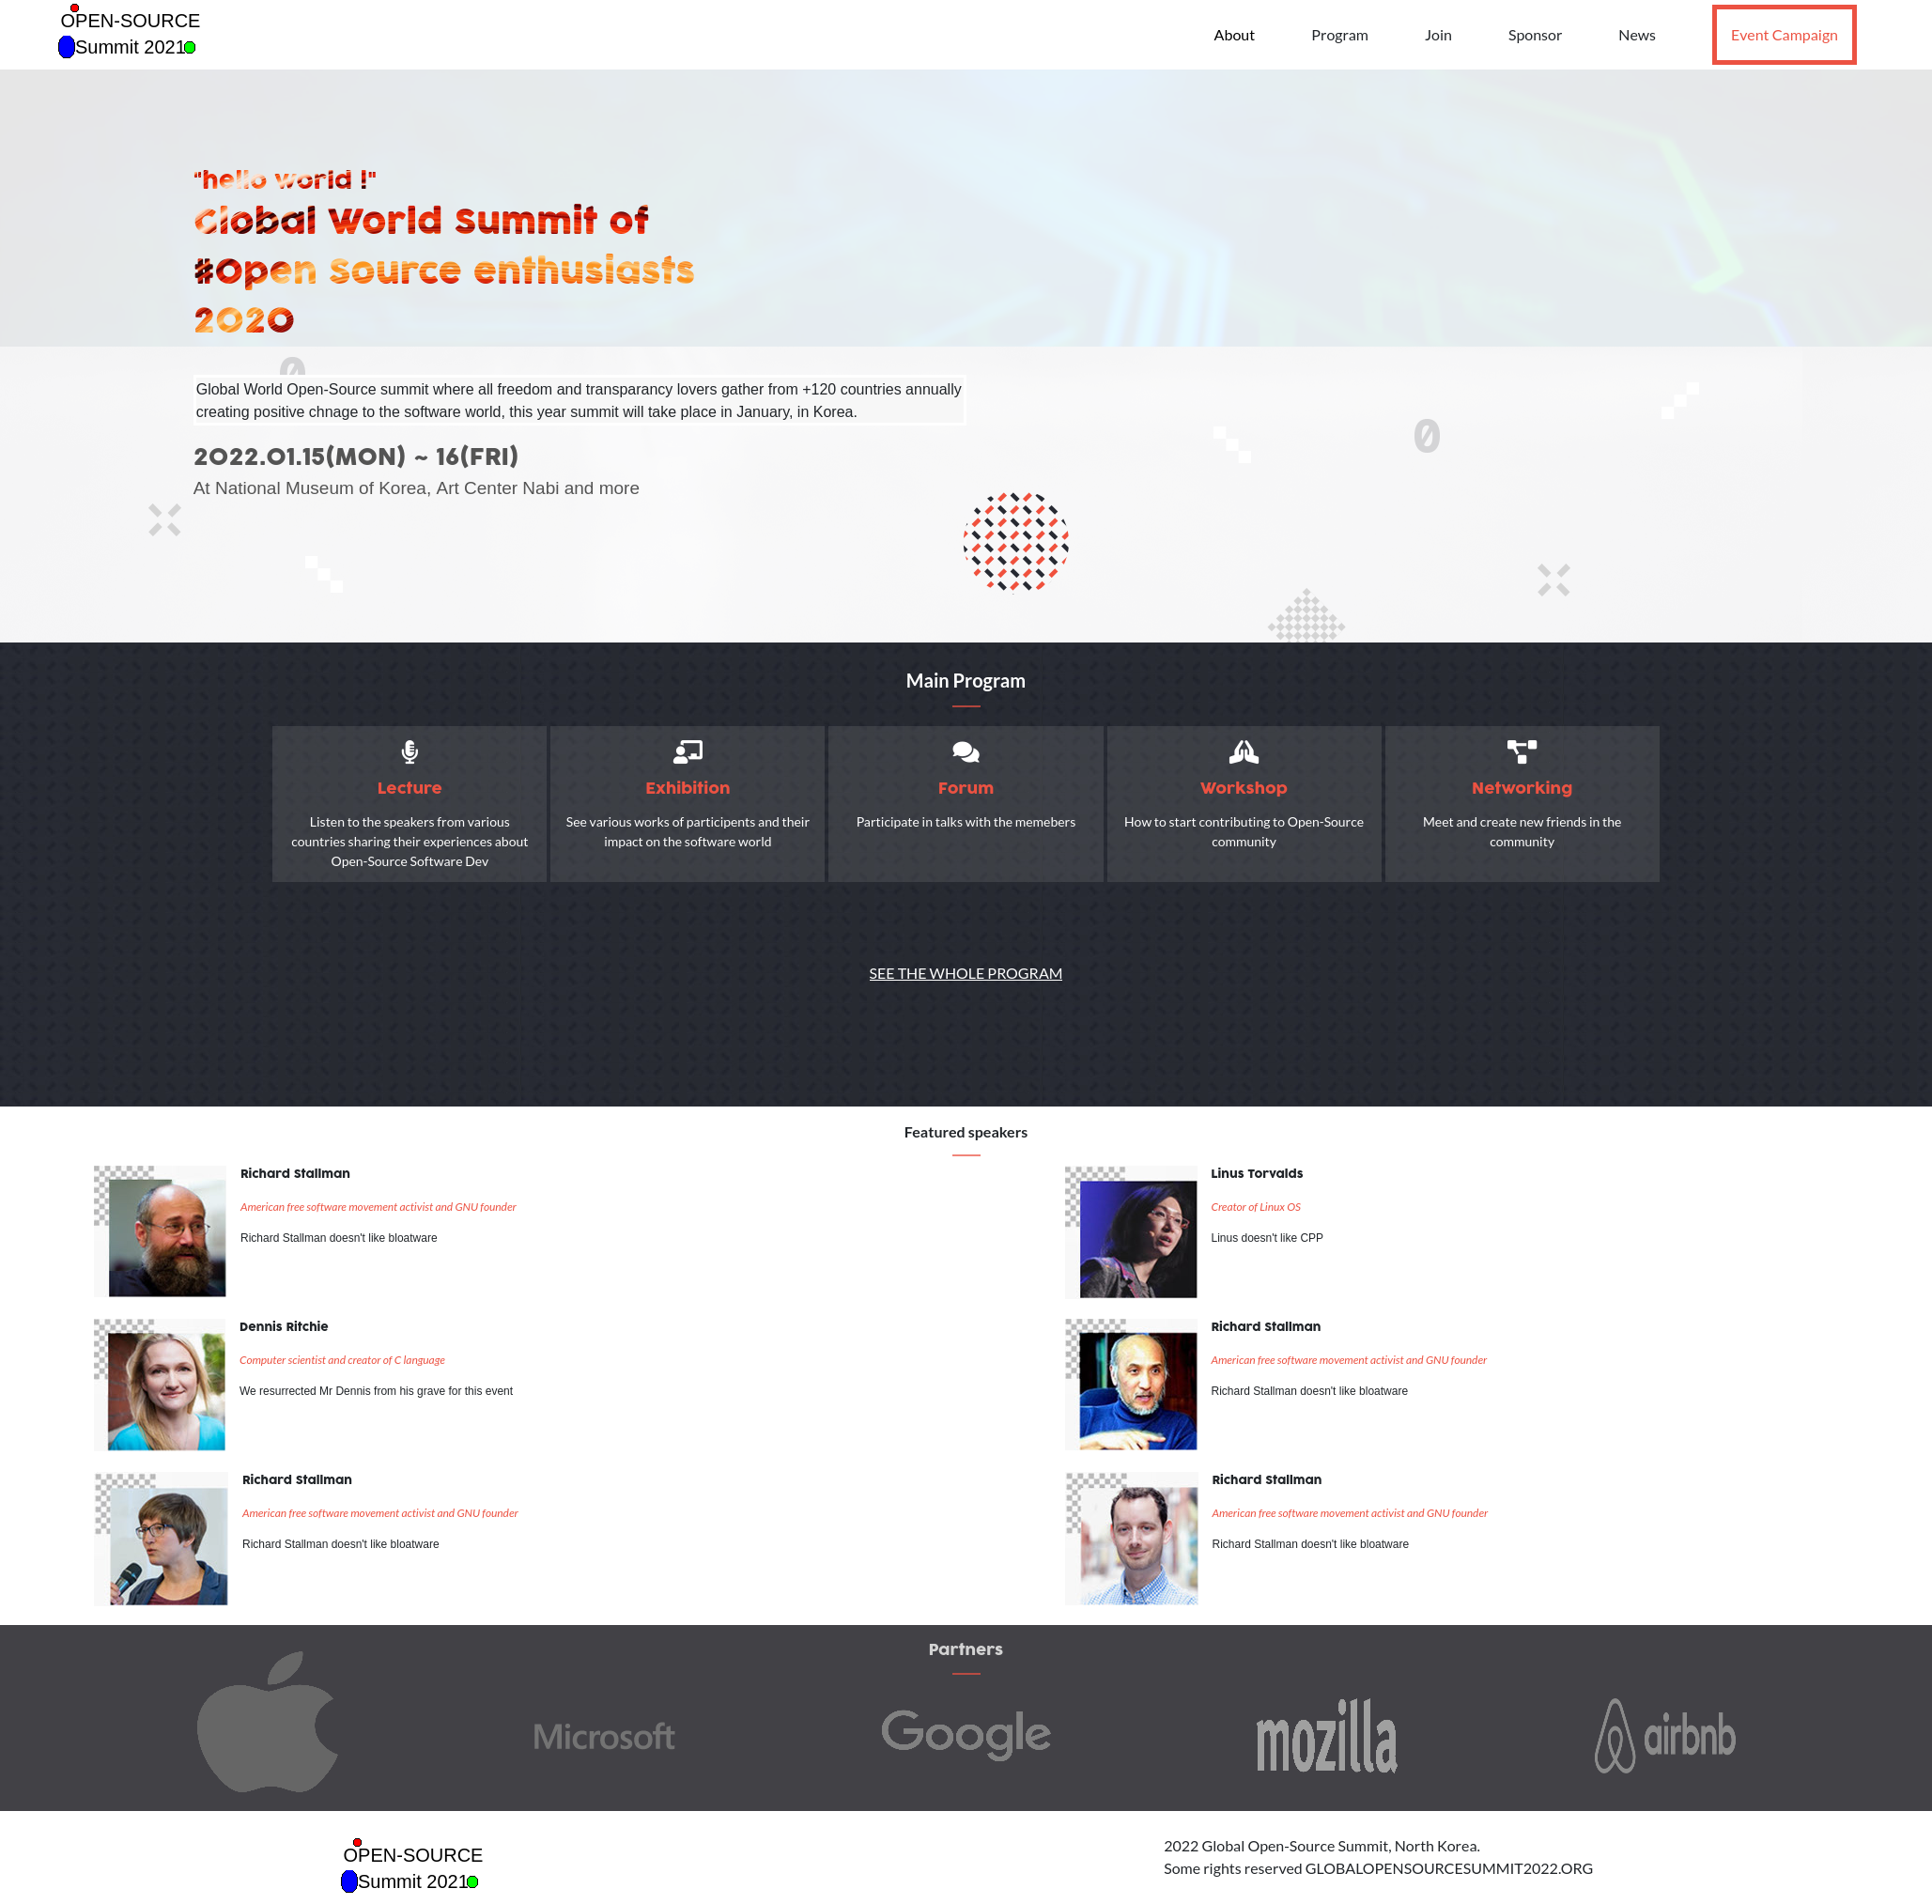 OPEN-SOURCE
Summit 2021
About Program Join Sponsor News Event Campaign
"hello world !"
Global World Summit of
#Open Source enthusiasts
2020
0
Global World Open-Source summit where all freedom and transparancy lovers gather from +120 countries annually
creating positive chnage to the software world, this year summit will take place in January, in Korea.
0
2022.01.15(MON) ~ 16(FRI)
At National Museum of Korea, Art Center Nabi and more
Main Program
Lecture
Listen to the speakers from various
countries sharing their experiences about
Open-Source Software Dev
Exhibition
See various works of participants and their
impact on the software world
Forum
Participate in talks with the memebers
Workshop
How to start contributing to Open-Source
community
Networking
Meet and create new friends in the
community
SEE THE WHOLE PROGRAM
Featured speakers
Richard Stallman
American free software movement activist and GNU founder
Richard Stallman doesn't like bloatware
Linus Torvalds
Creator of Linux OS
Linus doesn't like CPP
Dennis Ritchie
Computer scientist and creator of C language
We resurrected Mr Dennis from his grave for this event
Richard Stallman
American free software movement activist and GNU founder
Richard Stallman doesn't like bloatware
Richard Stallman
American free software movement activist and GNU founder
Richard Stallman doesn't like bloatware
Richard Stallman
American free software movement activist and GNU founder
Richard Stallman doesn't like bloatware
Partners
Microsoft
Google
mozilla
airbnb
OPEN-SOURCE
Summit 2021
2022 Global Open-Source Summit, North Korea.
Some rights reserved GLOBALOPENSOURCESUMMIT2022.ORG